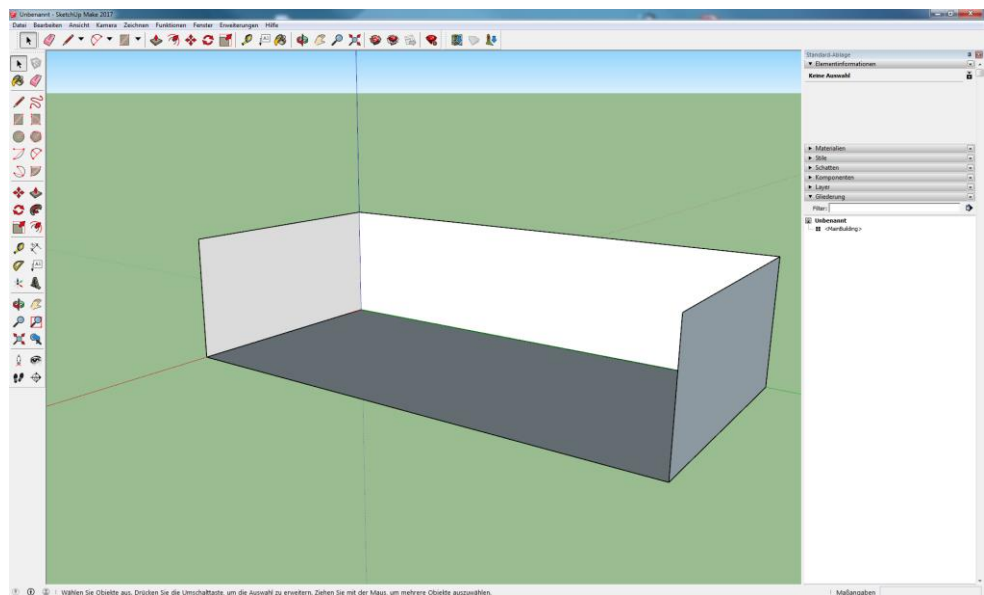 Unbenannt - SketchUp Make 2017
Datei Bearbeiten Ansicht Kamera Zeichnen Funktionen Fenster Erweiterungen Hilfe
Standard-Ablage
Elementinformationen
Keine Auswahl
Materialien
Stile
Schatten
Komponenten
Layer
Gliederung
Filter:
Unbenannt
<MainBuilding>
Wählen Sie Objekte aus. Drücken Sie die Umschalttaste, um die Auswahl zu erweitern. Ziehen Sie mit der Maus, um mehrere Objekte auszuwählen.
Maßangaben